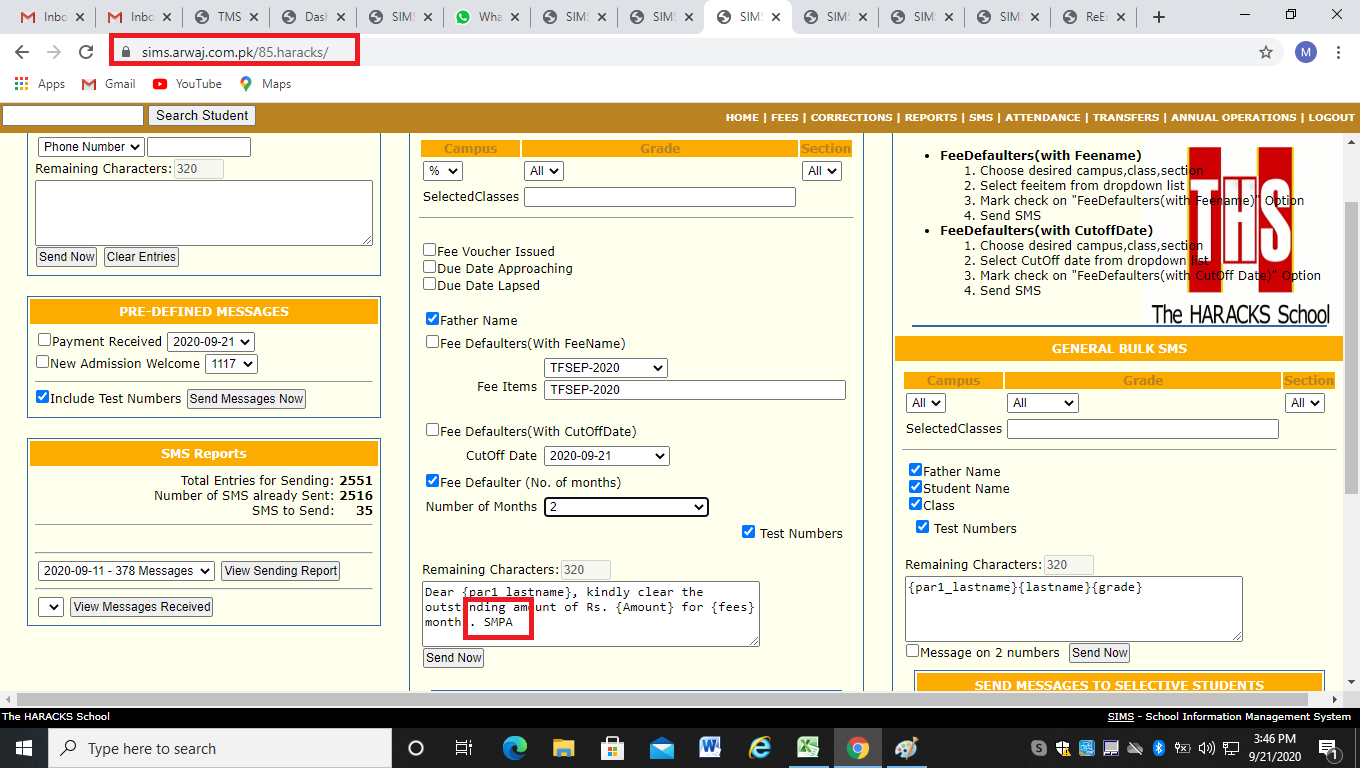 Inbo
Inbo
TMS
Das
SIMS
Wha
SIM
SIM
SIM
SIM
SIM
SIM
ReEr
sims.arwaj.com.pk/85.haracks/
M
Apps
Gmail
YouTube
Maps
Search Student
HOME | FEES | CORRECTIONS | REPORTS | SMS | ATTENDANCE | TRANSFERS | ANNUAL OPERATIONS | LOGOUT
Phone Number
Remaining Characters: 320
Send Now
Clear Entries
PRE-DEFINED MESSAGES
Payment Received 2020-09-21
New Admission Welcome 1117
Include Test Numbers Send Messages Now
SMS Reports
Total Entries for Sending: 2551
Number of SMS already Sent: 2516
SMS to Send: 35
2020-09-11 - 378 Messages View Sending Report
View Messages Received
Campus Grade Section
% All All
SelectedClasses
Fee Voucher Issued
Due Date Approaching
Due Date Lapsed
Father Name
Fee Defaulters(With FeeName)
TFSEP-2020
Fee Items TFSEP-2020
Fee Defaulters(With CutOffDate)
CutOff Date 2020-09-21
Fee Defaulter (No. of months)
Number of Months 2
Test Numbers
Remaining Characters: 320
Dear {par1_lastname}, kindly clear the
outstanding amount of Rs. {Amount} for {fees}
month . SMPA
Send Now
• FeeDefaulters(with Feename)
1. Choose desired campus,class,section
2. Select feeitem from dropdown list
3. Mark check on "FeeDefaulters(with Feename)" Option
4. Send SMS
• FeeDefaulters(with CutoffDate)
1. Choose desired campus,class,section
2. Select CutOff date from dropdown list
3. Mark check on "FeeDefaulters(with CutOff Date)" Option
4. Send SMS
THS
The HARACKS School
GENERAL BULK SMS
Campus Grade Section
All All All
SelectedClasses
Father Name
Student Name
Class
Test Numbers
Remaining Characters: 320
{par1_lastname}{lastname}{grade}
Message on 2 numbers Send Now
SEND MESSAGES TO SELECTIVE STUDENTS
The HARACKS School
SIMS - School Information Management System
Type here to search
3:46 PM
9/21/2020
1